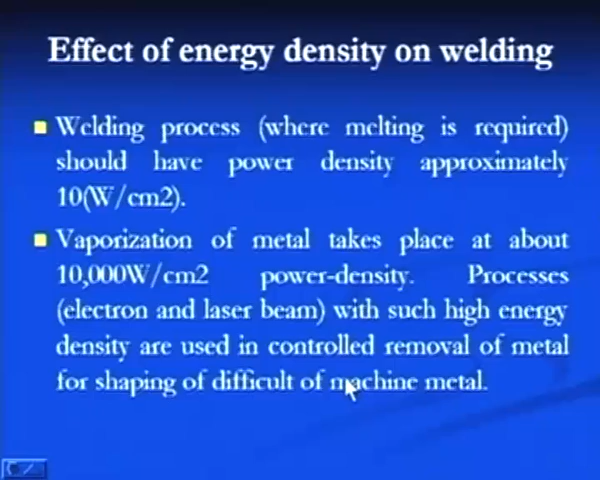 Effect of energy density on welding
Welding process (where melting is required)
should have power density approximately
10(W/cm2).
Vaporization of metal takes place at about
10,000W/cm2 power-density. Processes
(electron and laser beam) with such high energy
density are used in controlled removal of metal
for shaping of difficult of machine metal.